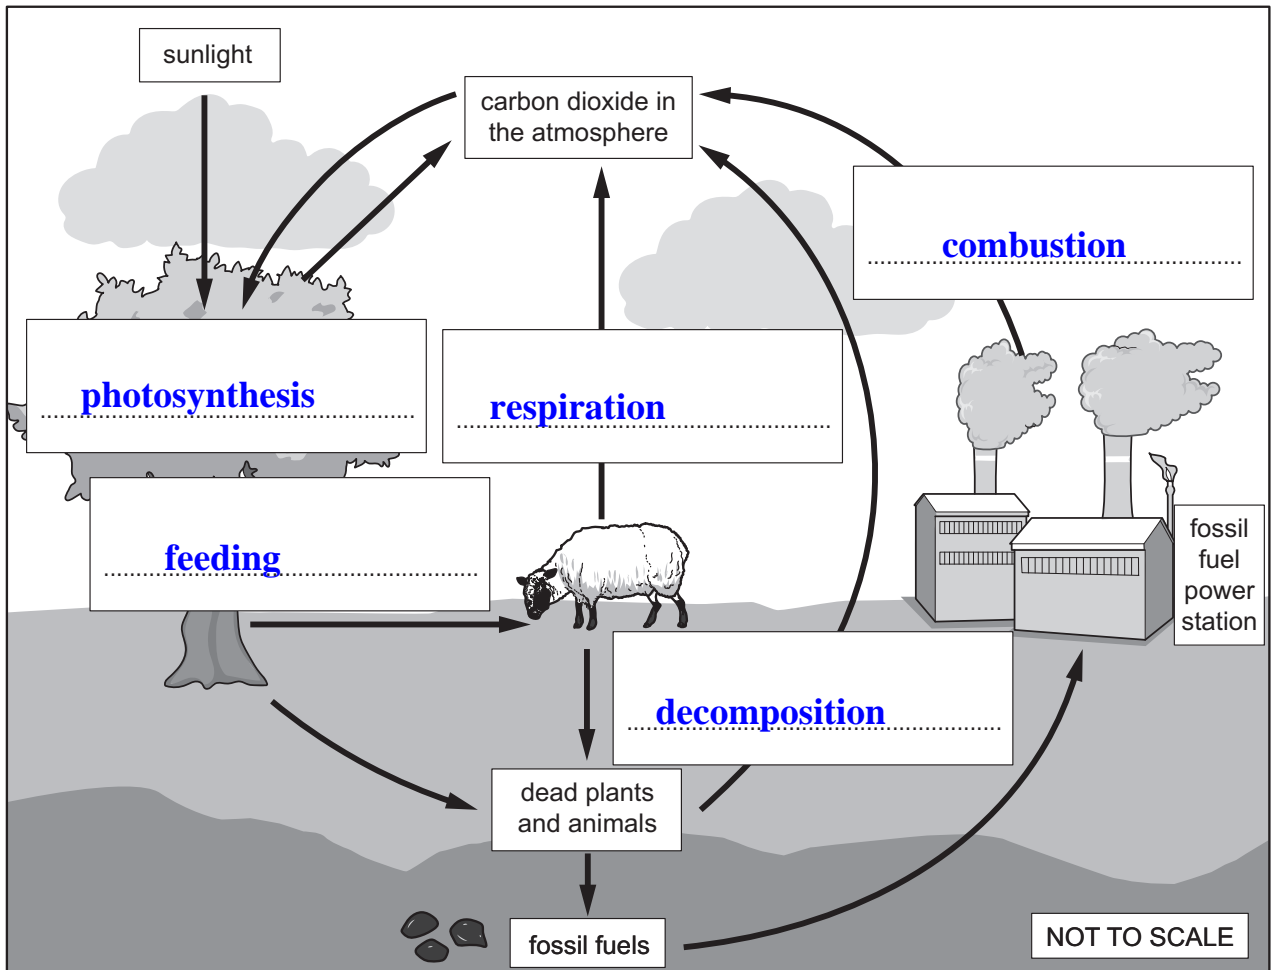 sunlight
carbon dioxide in
the atmosphere
combustion
photosynthesis
respiration
feeding
fossil
fuel
power
station
decomposition
dead plants
and animals
fossil fuels
NOT TO SCALE